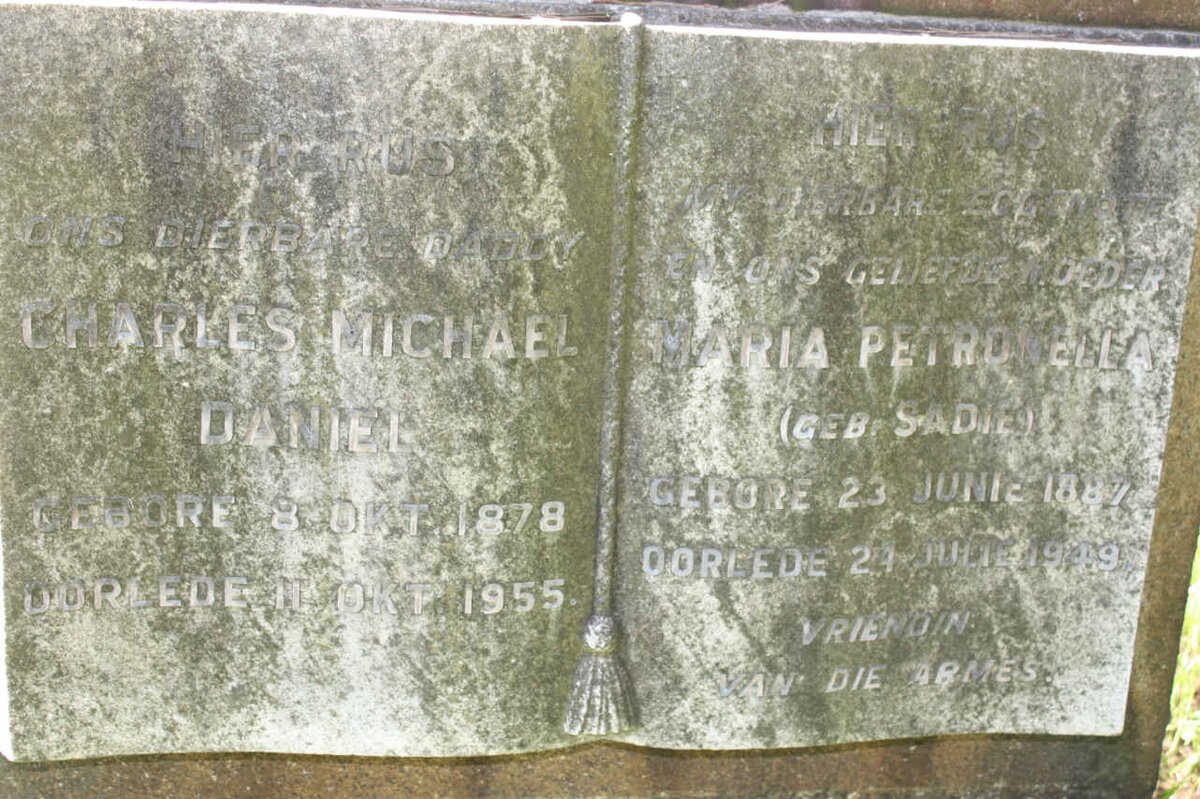 HIER RUS
ONS DIERBARE DADDY
CHARLES MICHAEL
DANIEL
GEBORE 8 OKT. 1878
OORLEDE 11 OKT. 1955.
HIER RUS
MY DIERBARE EGGENOTE
EN ONS GELIEFDE MOEDER
MARIA PETRONELLA
(GEB. SADIE)
GEBORE 23 JUNIE 1887.
OORLEDE JULIE 1949.
VRIENDIN
VAN DIE ARMES.